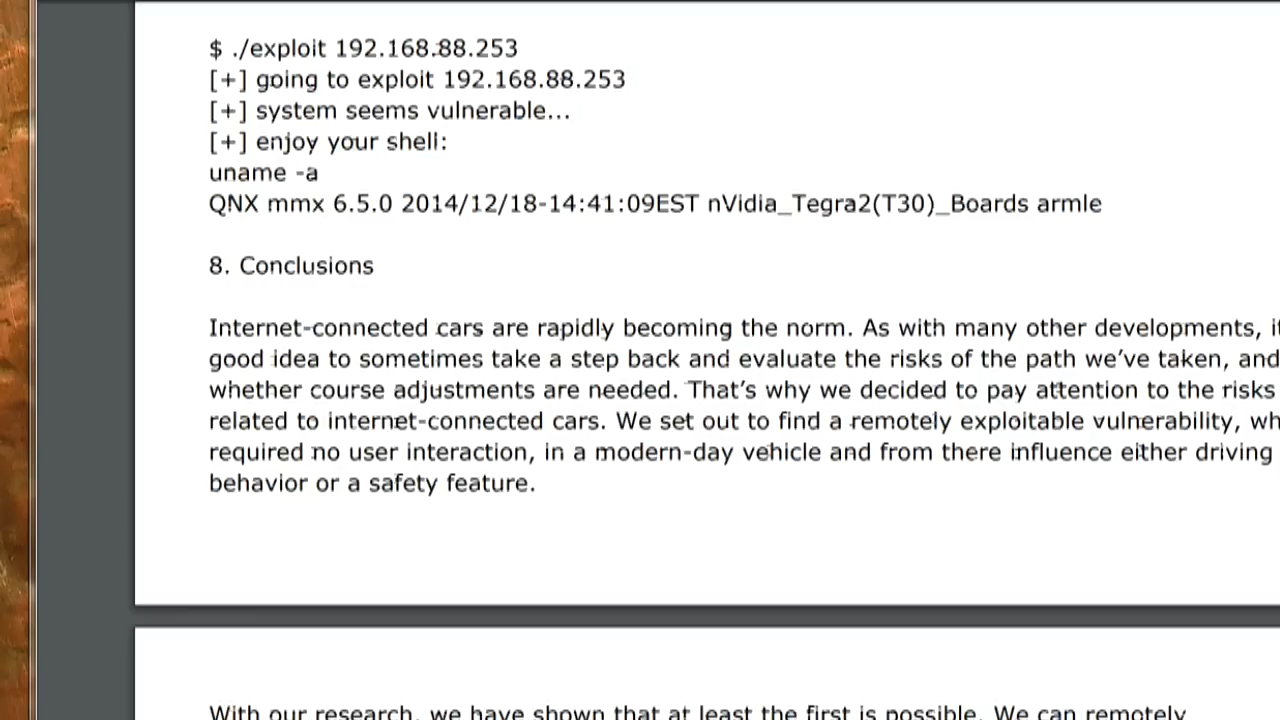 $ ./exploit 192.168.88.253
[+] going to exploit 192.168.88.253
[+] system seems vulnerable...
[+] enjoy your shell:
uname -a
QNX mmx 6.5.0 2014/12/18-14:41:09EST nVidia_Tegra2(T30)_Boards armle
8. Conclusions
Internet-connected cars are rapidly becoming the norm. As with many other developments,
good idea to sometimes take a step back and evaluate the risks of the path we've taken, and
whether course adjustments are needed. That's why we decided to pay attention to the risks
related to internet-connected cars. We set out to find a remotely exploitable vulnerability,
required no user interaction, in a modern-day vehicle and from there influence either driving
behavior or a safety feature.
With our research, we have shown that at least the first is possible. We can remotely